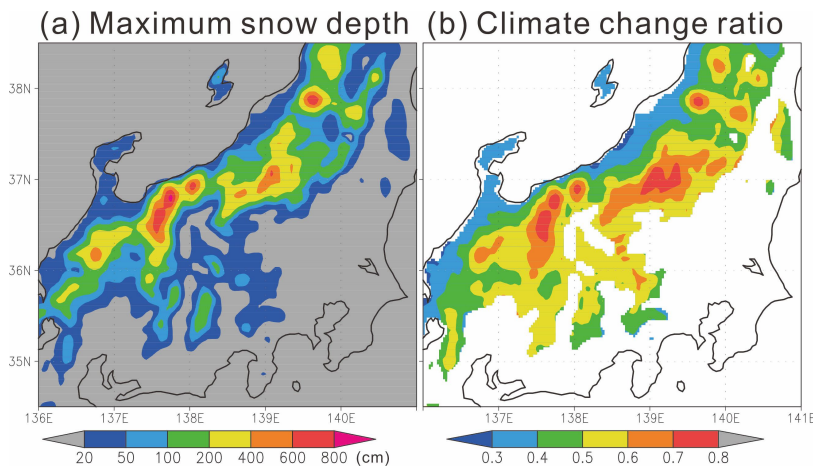 (a) Maximum snow depth
(b) Climate change ratio
38N
37N
36N
35N
136E 137E 138E 139E 140E
137E 138E 139E 140E 141E
20 50 100 200 400 600 800 (cm)
0.3 0.4 0.5 0.6 0.7 0.8